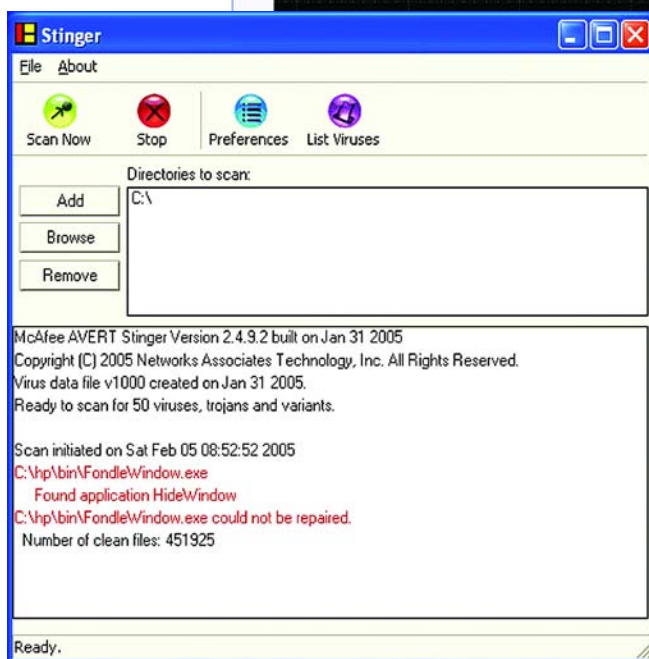 Stinger
File About
Scan Now Stop Preferences List Viruses
Directories to scan:
Add
Browse
Remove
C:\
McAfee AVERT Stinger Version 2.4.9.2 built on Jan 31 2005
Copyright (C) 2005 Networks Associates Technology, Inc. All Rights Reserved.
Virus data file v1000 created on Jan 31 2005.
Ready to scan for 50 viruses, trojans and variants.
Scan initiated on Sat Feb 05 08:52:52 2005
C:\hp\bin\FondleWindow.exe
Found application HideWindow
C:\hp\bin\FondleWindow.exe could not be repaired.
Number of clean files: 451925
Ready.